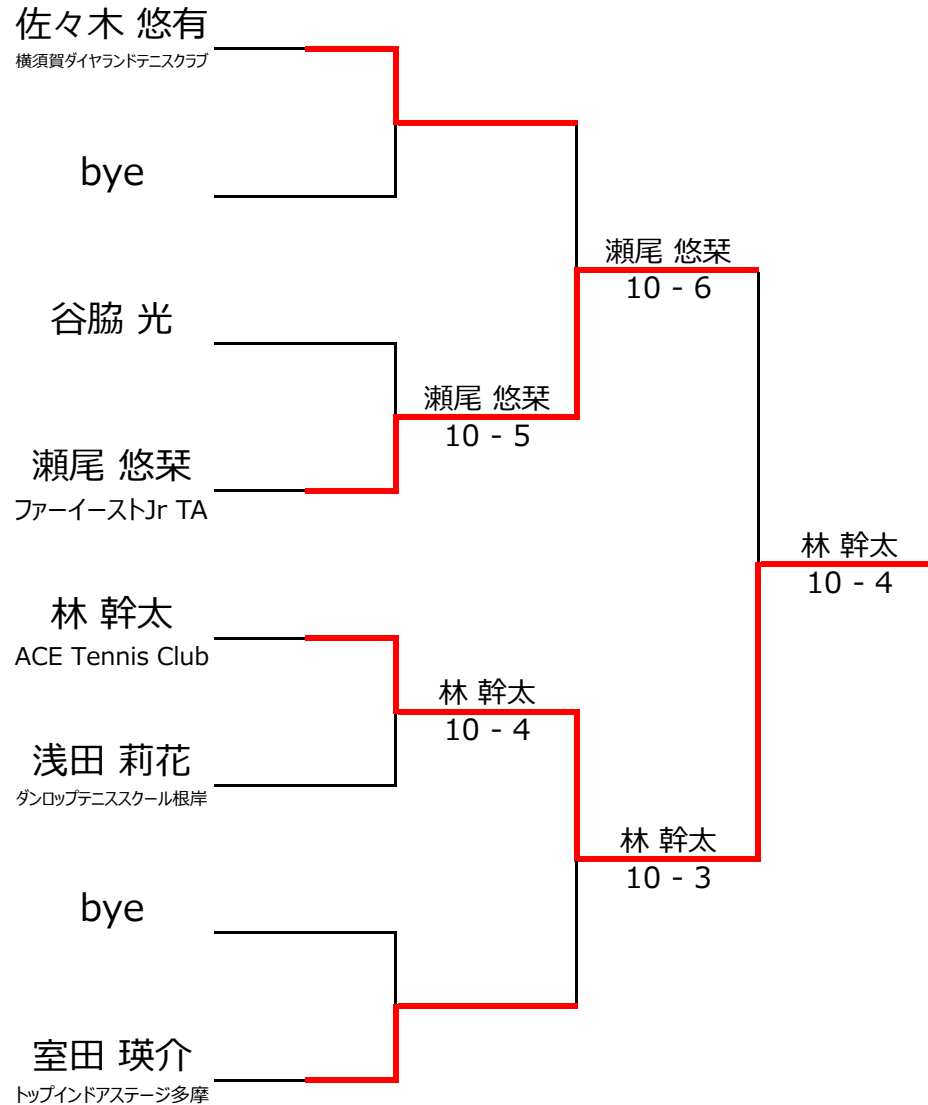 佐々木 悠有
横須賀ダイヤランドテニスクラブ
bye
瀬尾 悠栞
10 - 6
谷脇 光
瀬尾 悠栞
10 - 5
瀬尾 悠栞
ファーイーストJr TA
林 幹太
10 - 4
林 幹太
ACE Tennis Club
林 幹太
10 - 4
浅田 莉花
ダンロップテニススクール根岸
林 幹太
10 - 3
bye
室田 瑛介
トップインドアステージ多摩